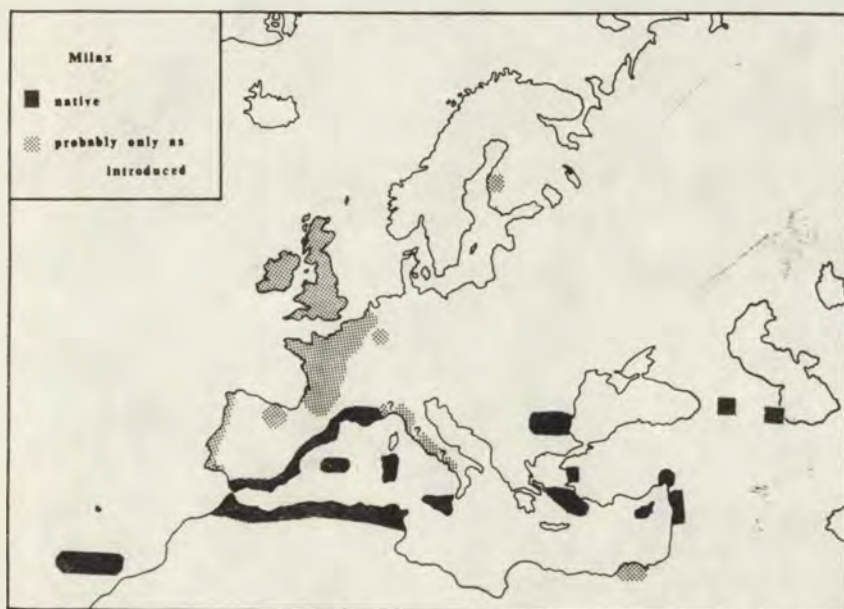 Milax
native
probably only as
introduced
?
?
?